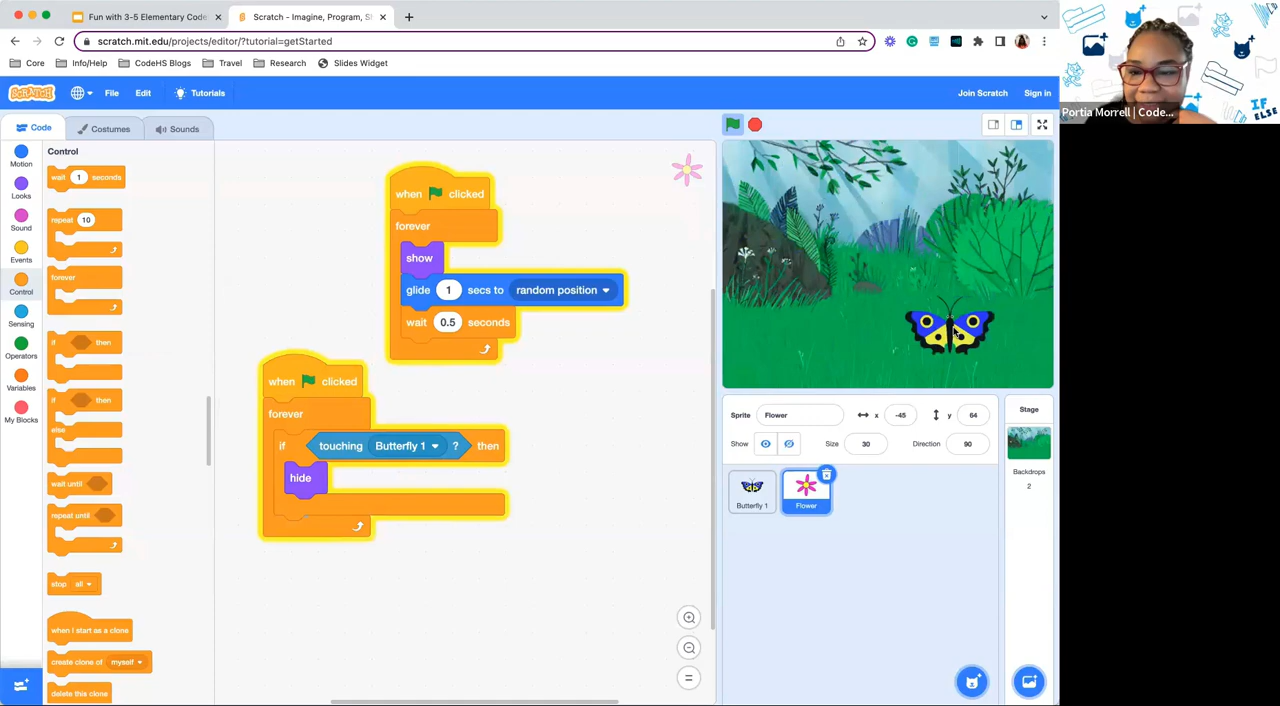 Fun with 3-5 Elementary Code
Scratch - Imagine, Program, S
scratch.mit.edu/projects/editor/?tutorial=getStarted
Core Info/Help CodeHS Blogs Travel Research Slides Widget
SCRATCH File Edit Tutorials Join Scratch Sign in
Code Costumes Sounds
Motion
Looks
Sound
Events
Control
Sensing
Operators
Variables
My Blocks
Control
wait 1 seconds
repeat 10
forever
if then
if then
else
wait until
repeat until
stop all
when I start as a clone
create clone of myself
delete this clone
when clicked
forever
show
glide 1 secs to random position
wait 0.5 seconds
when clicked
forever
if touching Butterfly 1 ? then
hide
Sprite Flower x -45 y 64
Show Size 30 Direction 90
Butterfly 1
Flower
Stage
Backdrops
2
Portia Morrell | Code...
IF
ELSE